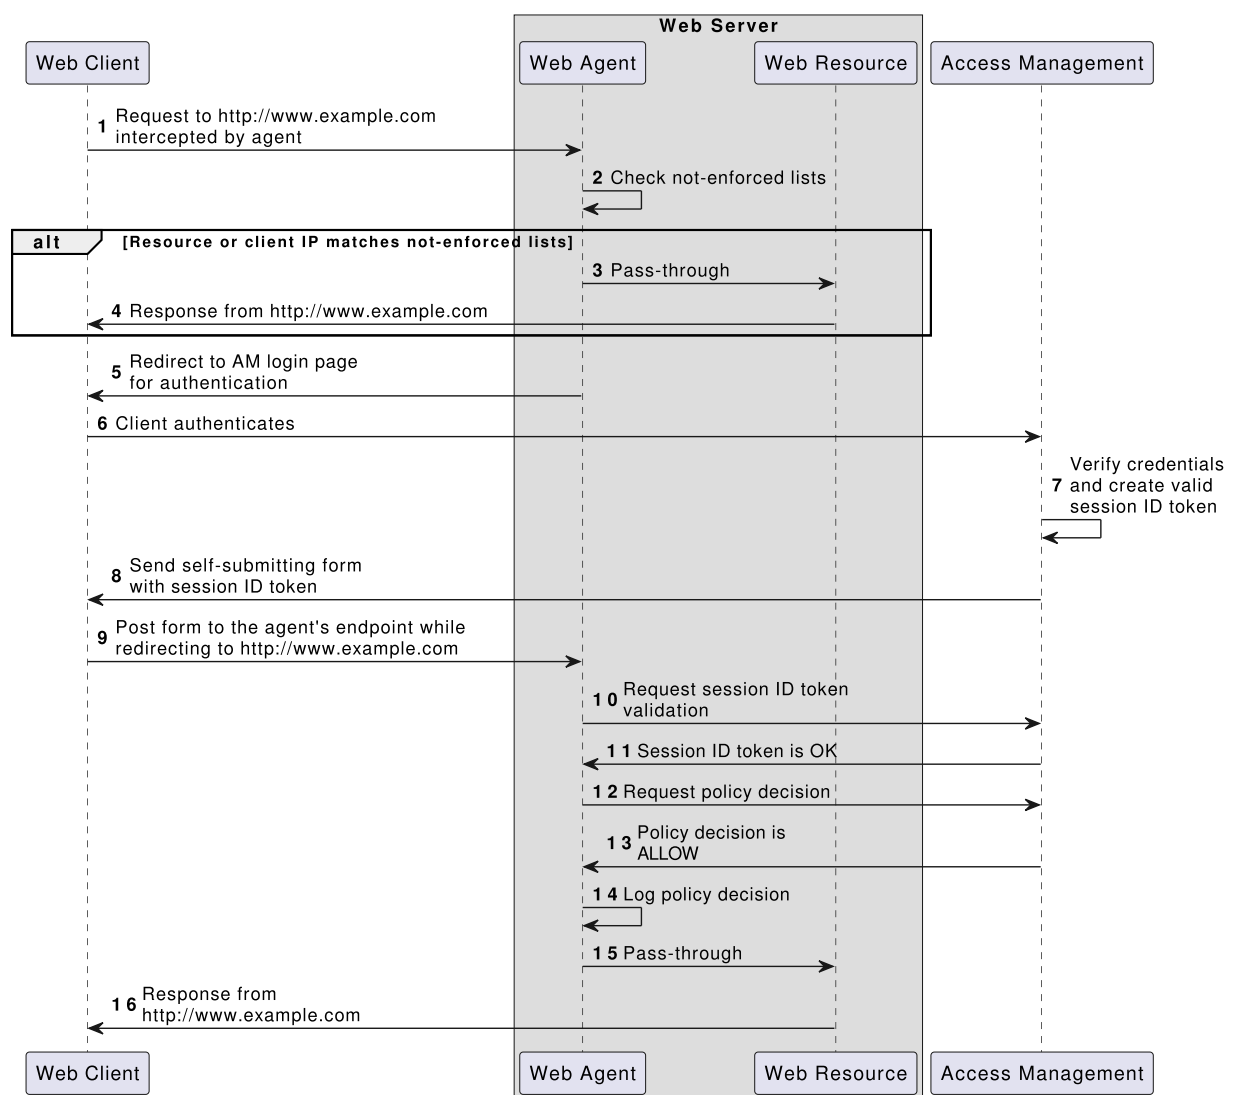 Web Server
Web Client
Web Agent
Web Resource
Access Management
1 Request to http://www.example.com
intercepted by agent
2 Check not-enforced lists
alt [Resource or client IP matches not-enforced lists]
3 Pass-through
4 Response from http://www.example.com
5 Redirect to AM login page
for authentication
6 Client authenticates
7 Verify credentials
and create valid
session ID token
8 Send self-submitting form
with session ID token
9 Post form to the agent's endpoint while
redirecting to http://www.example.com
10 Request session ID token
validation
11 Session ID token is OK
12 Request policy decision
13 Policy decision is
ALLOW
14 Log policy decision
15 Pass-through
16 Response from
http://www.example.com
Web Client
Web Agent
Web Resource
Access Management